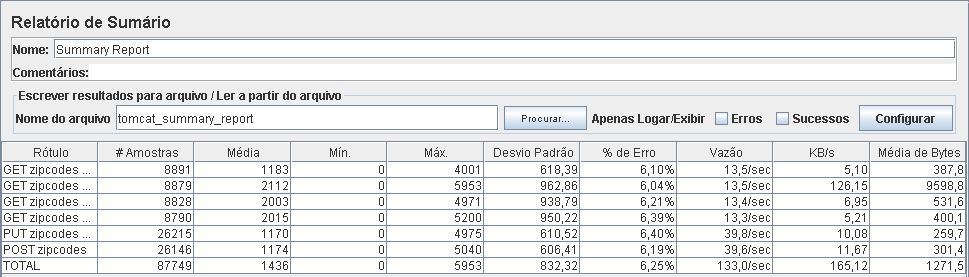 Relatório de Sumário
Nome: Summary Report
Comentários:
Escrever resultados para arquivo / Ler a partir do arquivo
Nome do arquivo tomcat_summary_report Procurar... Apenas Logar/Exibir Erros Sucessos Configurar
Rótulo # Amostras Média Mín. Máx. Desvio Padrão % de Erro Vazão KB/s Média de Bytes
GET zipcodes ... 8891 1183 0 4001 618,39 6,10% 13,5/sec 5,10 387,8
GET zipcodes ... 8879 2112 0 5953 962,86 6,04% 13,5/sec 126,15 9598,8
GET zipcodes ... 8828 2003 0 4971 938,79 6,21% 13,4/sec 6,95 531,6
GET zipcodes ... 8790 2015 0 5200 950,22 6,39% 13,3/sec 5,21 400,1
PUT zipcodes ... 26215 1170 0 4975 610,52 6,40% 39,8/sec 10,08 259,7
POST zipcodes 26146 1174 0 5040 606,41 6,19% 39,6/sec 11,67 301,4
TOTAL 87749 1436 0 5953 832,32 6,25% 133,0/sec 165,12 1271,5